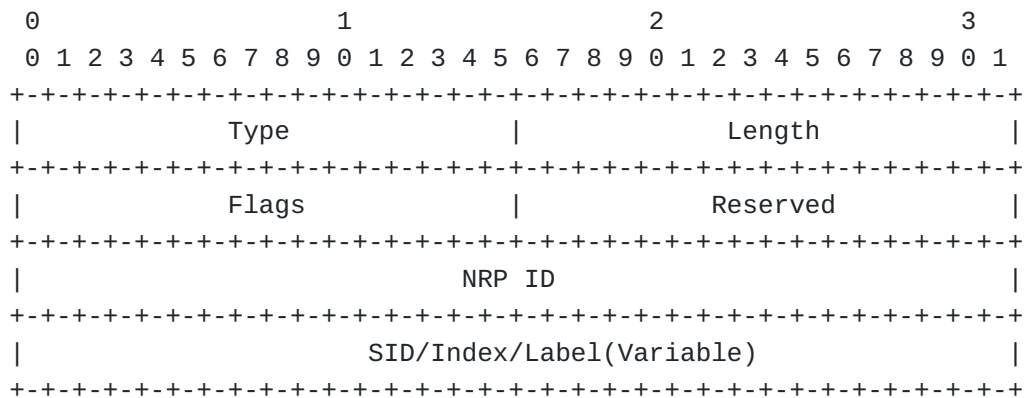 0                   1                   2                   3
 0 1 2 3 4 5 6 7 8 9 0 1 2 3 4 5 6 7 8 9 0 1 2 3 4 5 6 7 8 9 0 1
+-+-+-+-+-+-+-+-+-+-+-+-+-+-+-+-+-+-+-+-+-+-+-+-+-+-+-+-+-+-+-+-+
|             Type              |             Length            |
+-+-+-+-+-+-+-+-+-+-+-+-+-+-+-+-+-+-+-+-+-+-+-+-+-+-+-+-+-+-+-+-+
|             Flags             |            Reserved           |
+-+-+-+-+-+-+-+-+-+-+-+-+-+-+-+-+-+-+-+-+-+-+-+-+-+-+-+-+-+-+-+-+
|                            NRP ID                             |
+-+-+-+-+-+-+-+-+-+-+-+-+-+-+-+-+-+-+-+-+-+-+-+-+-+-+-+-+-+-+-+-+
|                      SID/Index/Label(Variable)                |
+-+-+-+-+-+-+-+-+-+-+-+-+-+-+-+-+-+-+-+-+-+-+-+-+-+-+-+-+-+-+-+-+